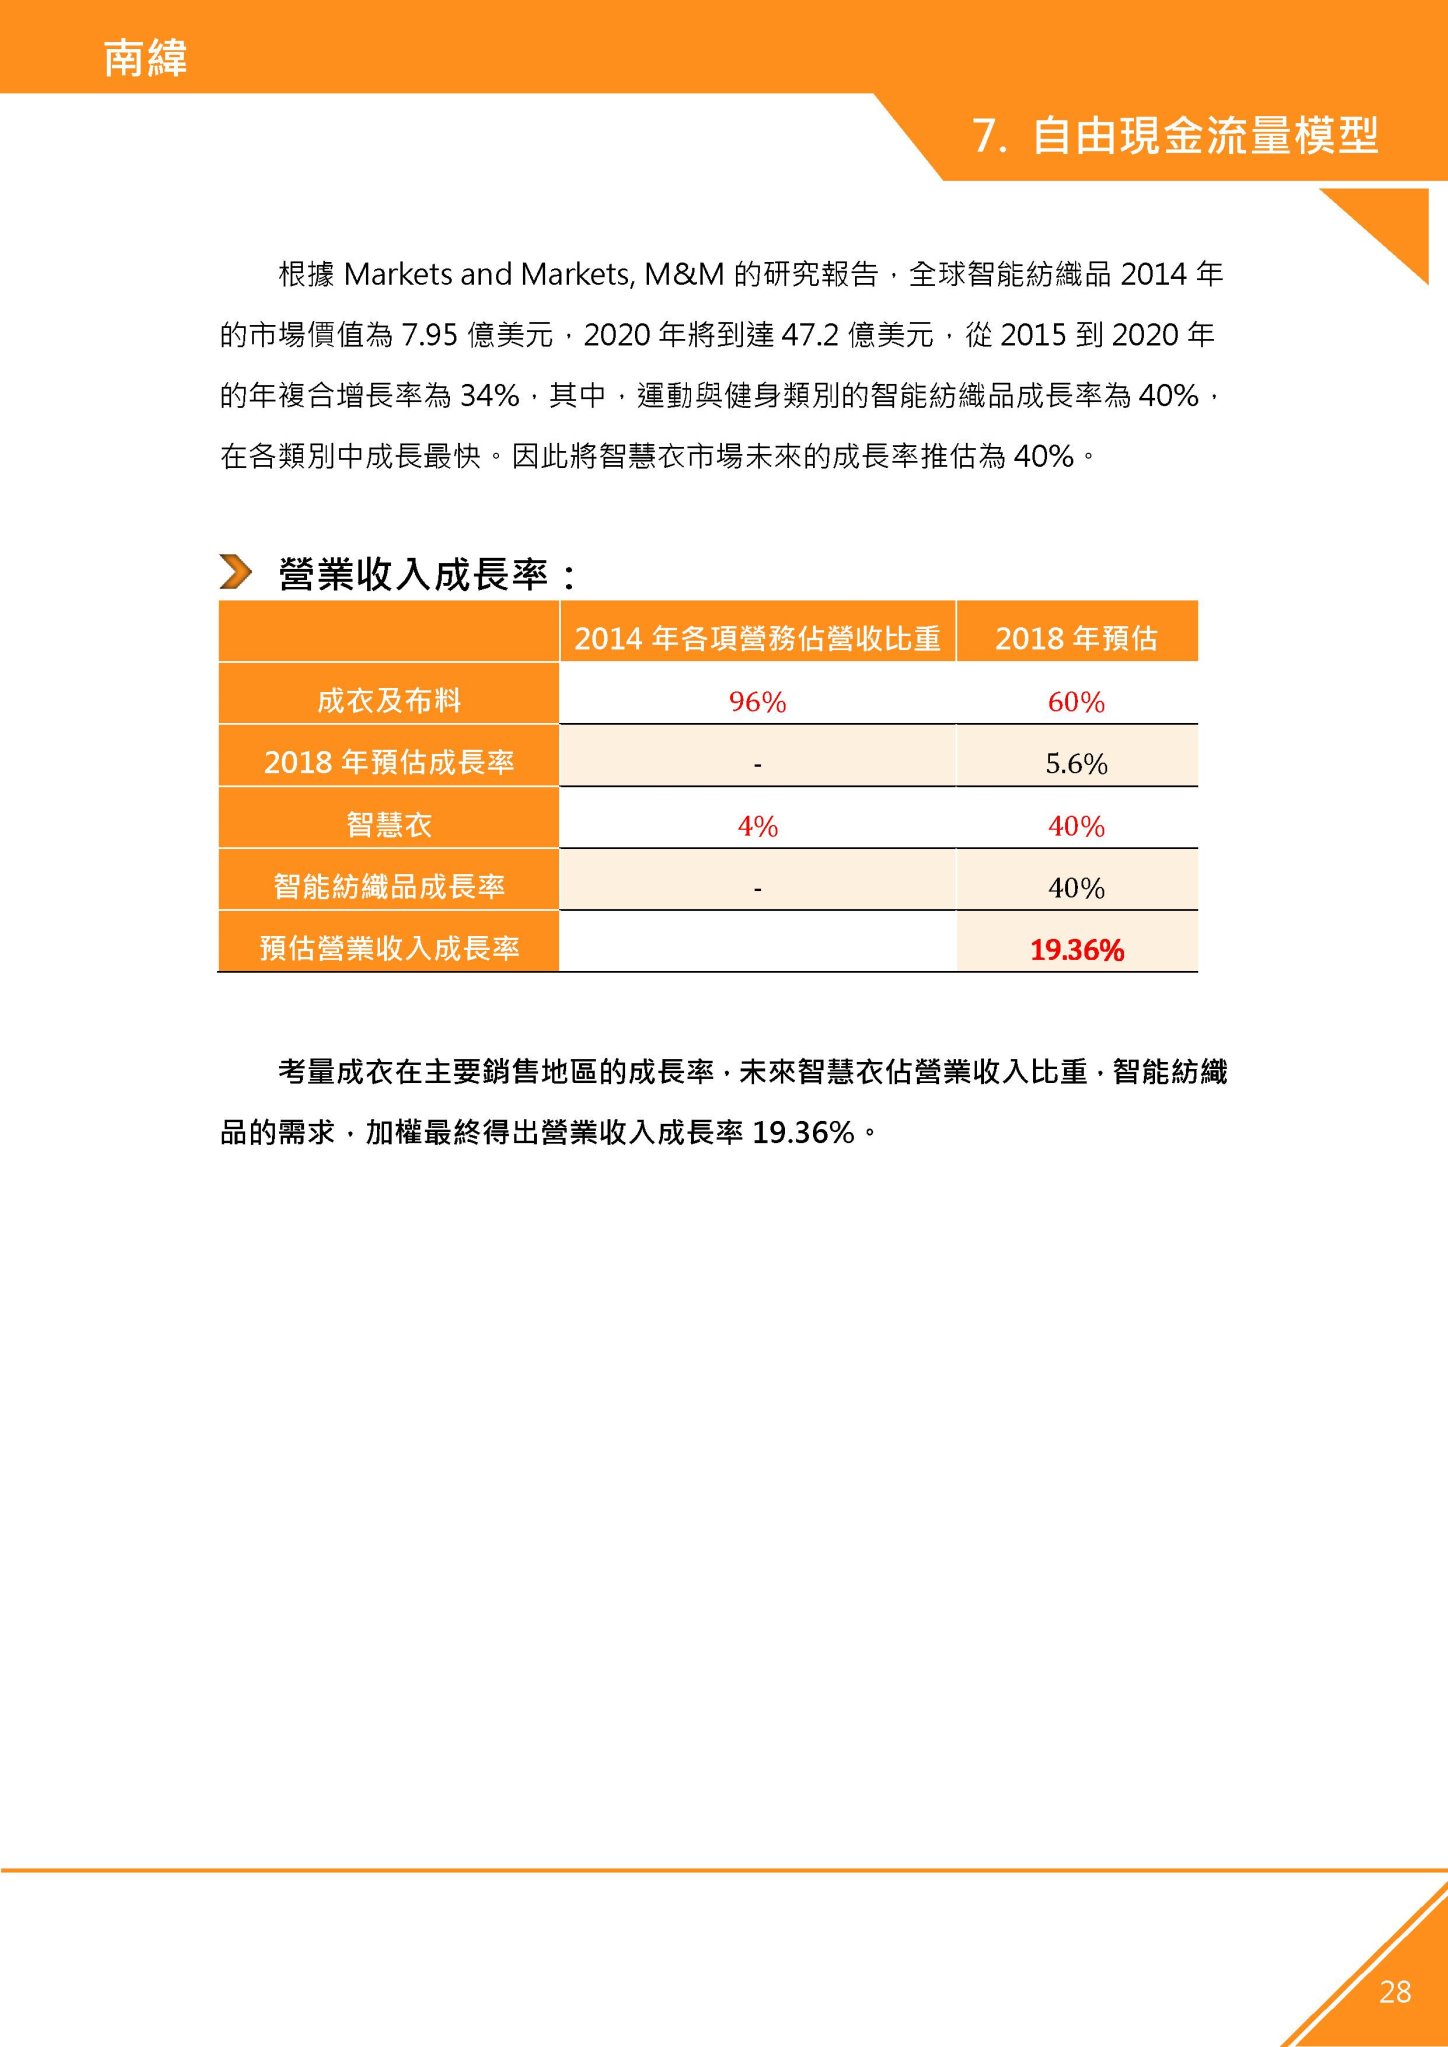 南緯
7. 自由現金流量模型
根據 Markets and Markets, M&M 的研究報告，全球智能紡織品 2014 年
的市場價值為 7.95 億美元，2020 年將到達 47.2 億美元，從 2015 到 2020 年
的年複合增長率為 34%，其中，運動與健身類別的智能紡織品成長率為 40%，
在各類別中成長最快。因此將智慧衣市場未來的成長率推估為 40%。
營業收入成長率：
2014 年各項營務佔營收比重 2018 年預估
成衣及布料 96% 60%
2018 年預估成長率 - 5.6%
智慧衣 4% 40%
智能紡織品成長率 - 40%
預估營業收入成長率 19.36%
考量成衣在主要銷售地區的成長率，未來智慧衣佔營業收入比重，智能紡織
品的需求，加權最終得出營業收入成長率 19.36%。
28